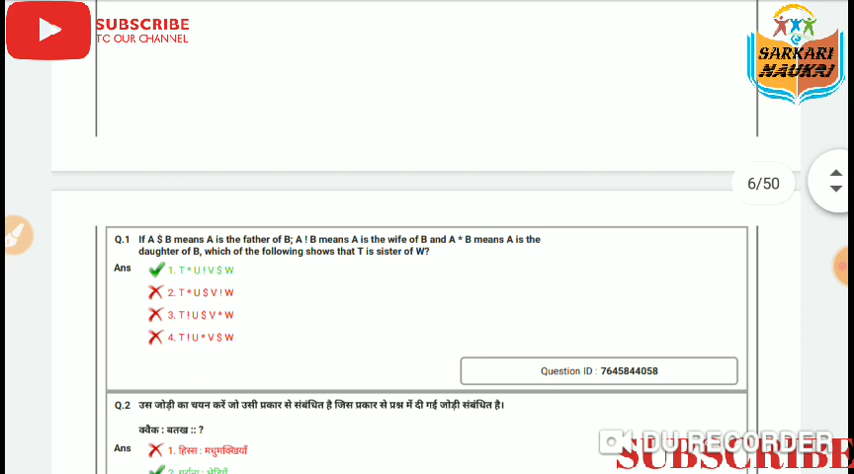 SUBSCRIBE
TO OUR CHANNEL
SARKARI
NAUKRI
6/50
Q.1 If A $ B means A is the father of B; A ! B means A is the wife of B and A * B means A is the
daughter of B, which of the following shows that T is sister of W?
Ans 1. T * U ! V $ W
2. T * U $ V ! W
3. T ! U $ V * W
4. T ! U * V $ W
Question ID : 7645844058
Q.2 उस जोड़ी का चयन करें जो उसी प्रकार से संबंधित है जिस प्रकार से प्रश्न में दी गई जोड़ी संबंधित है।
क्वैक : बतख :: ?
Ans 1. हिस्स : मधुमक्खियाँ
DU RECORDER
SUBSCRIBE